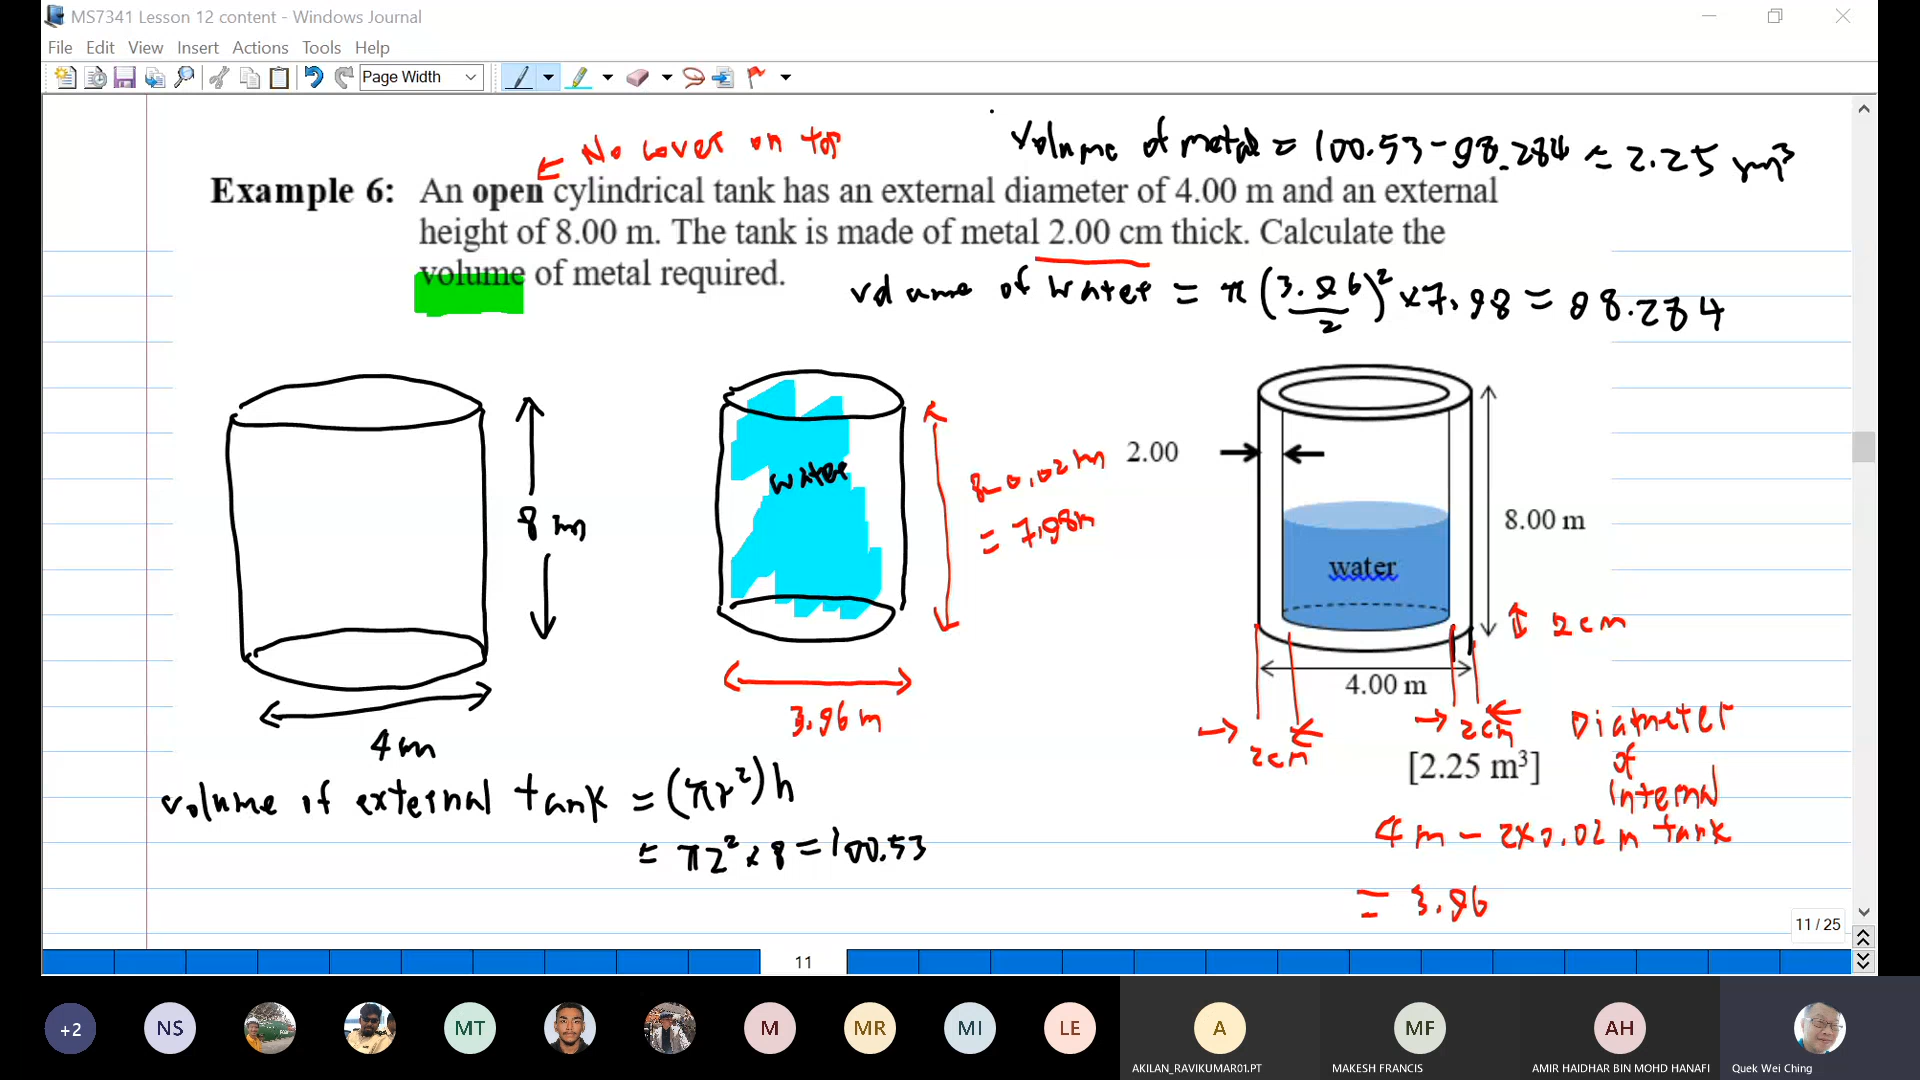 MS7341 Lesson 12 content - Windows Journal
File Edit View Insert Actions Tools Help
Page Width
No cover on top
Volume of metal = 100.53 - 98.284 = 2.25 m³
Example 6: An open cylindrical tank has an external diameter of 4.00 m and an external
height of 8.00 m. The tank is made of metal 2.00 cm thick. Calculate the
volume of metal required.
volume of water = π(3.96/2)² × 7.98 = 98.284
8 m
4 m
water
8-0.02m
= 7.98m
3.96 m
2.00
8.00 m
water
2 cm
4.00 m
2cm
2cm
[2.25 m³]
Diameter
of
internal
tank
4 m - 2×0.02 m
= 3.96
volume of external tank = (πr²)h
= π2² × 8 = 100.53
11 / 25
11
+2
NS
MT
M
MR
MI
LE
A
MF
AH
AKILAN_RAVIKUMAR01.PT
MAKESH FRANCIS
AMIR HAIDHAR BIN MOHD HANAFI
Quek Wei Ching